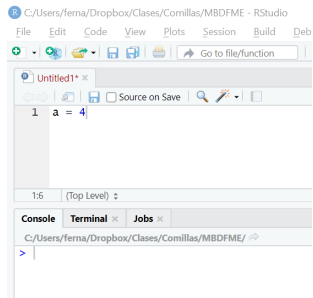 C:/Users/ferna/Dropbox/Clases/Comillas/MBDFME - RStudio
File Edit Code View Plots Session Build Deb
Go to file/function
Untitled1* ×
Source on Save
1 a = 4
1:6 (Top Level)
Console Terminal × Jobs ×
C:/Users/ferna/Dropbox/Clases/Comillas/MBDFME/
>